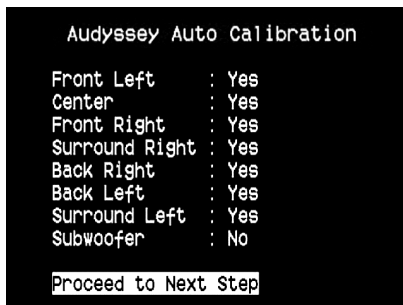 Audyssey Auto Calibration
Front Left : Yes
Center : Yes
Front Right : Yes
Surround Right : Yes
Back Right : Yes
Back Left : Yes
Surround Left : Yes
Subwoofer : No
Proceed to Next Step